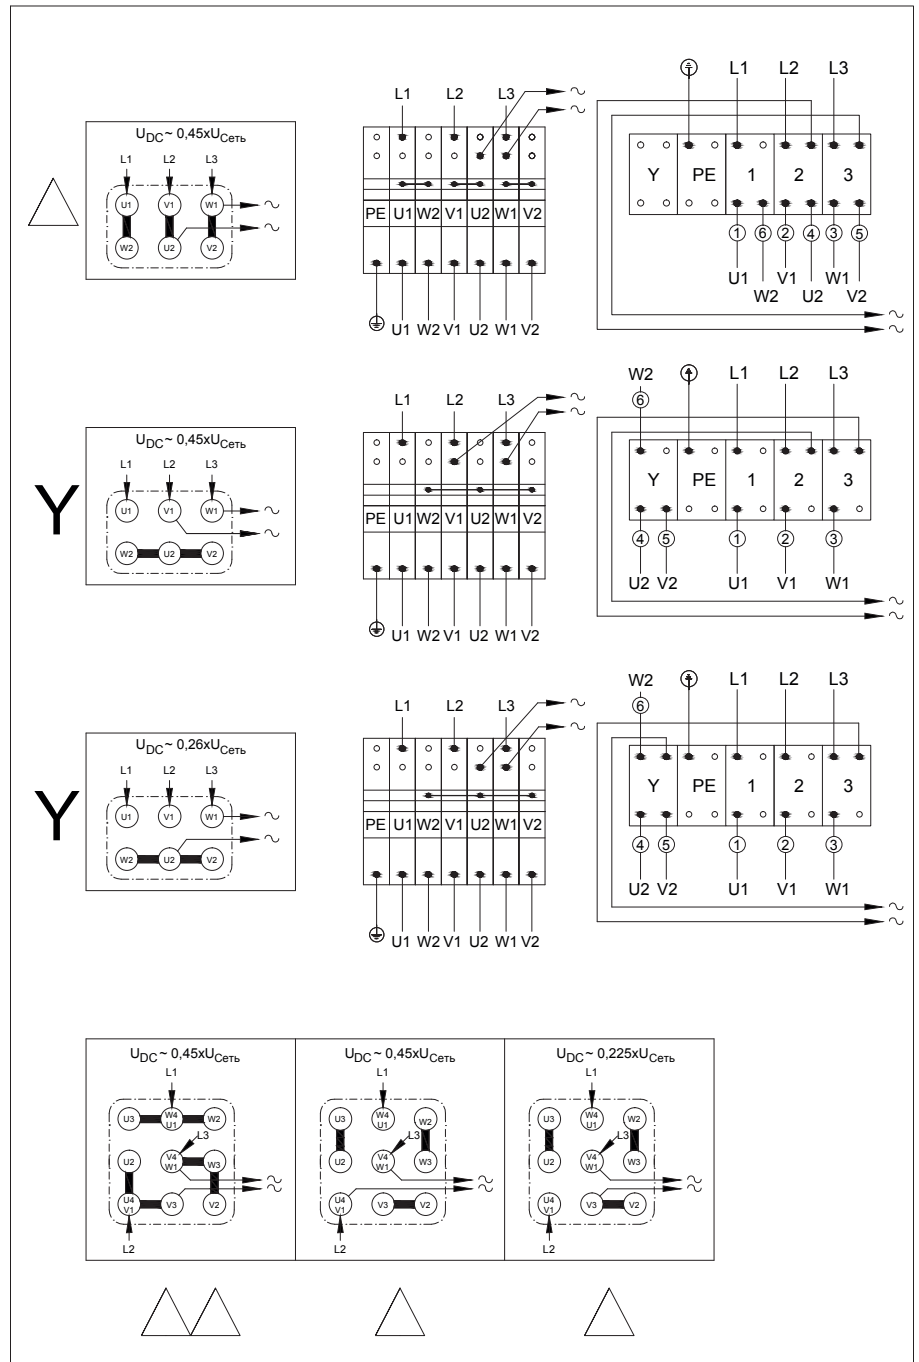 U_DC ~ 0,45xU_Сеть
L1 L2 L3
U1 V1 W1
W2 U2 V2
L1 L2 L3
PE U1 W2 V1 U2 W1 V2
U1 W2 V1 U2 W1 V2
L1 L2 L3
Y PE 1 2 3
1 6 2 4 3 5
U1 V1 W1
W2 U2 V2
Y
U_DC ~ 0,45xU_Сеть
L1 L2 L3
U1 V1 W1
W2 U2 V2
L1 L2 L3
PE U1 W2 V1 U2 W1 V2
U1 W2 V1 U2 W1 V2
W2 L1 L2 L3
6
Y PE 1 2 3
4 5 1 2 3
U2 V2 U1 V1 W1
Y
U_DC ~ 0,26xU_Сеть
L1 L2 L3
U1 V1 W1
W2 U2 V2
L1 L2 L3
PE U1 W2 V1 U2 W1 V2
U1 W2 V1 U2 W1 V2
W2 L1 L2 L3
6
Y PE 1 2 3
4 5 1 2 3
U2 V2 U1 V1 W1
U_DC ~ 0,45xU_Сеть
L1
U3 W4 U1 W2
L3
U2 V4 W1 W3
U4 V1 V3 V2
L2
U_DC ~ 0,45xU_Сеть
L1
U3 W4 U1 W2
L3
U2 V4 W1 W3
U4 V1 V3 V2
L2
U_DC ~ 0,225xU_Сеть
L1
U3 W4 U1 W2
L3
U2 V4 W1 W3
U4 V1 V3 V2
L2